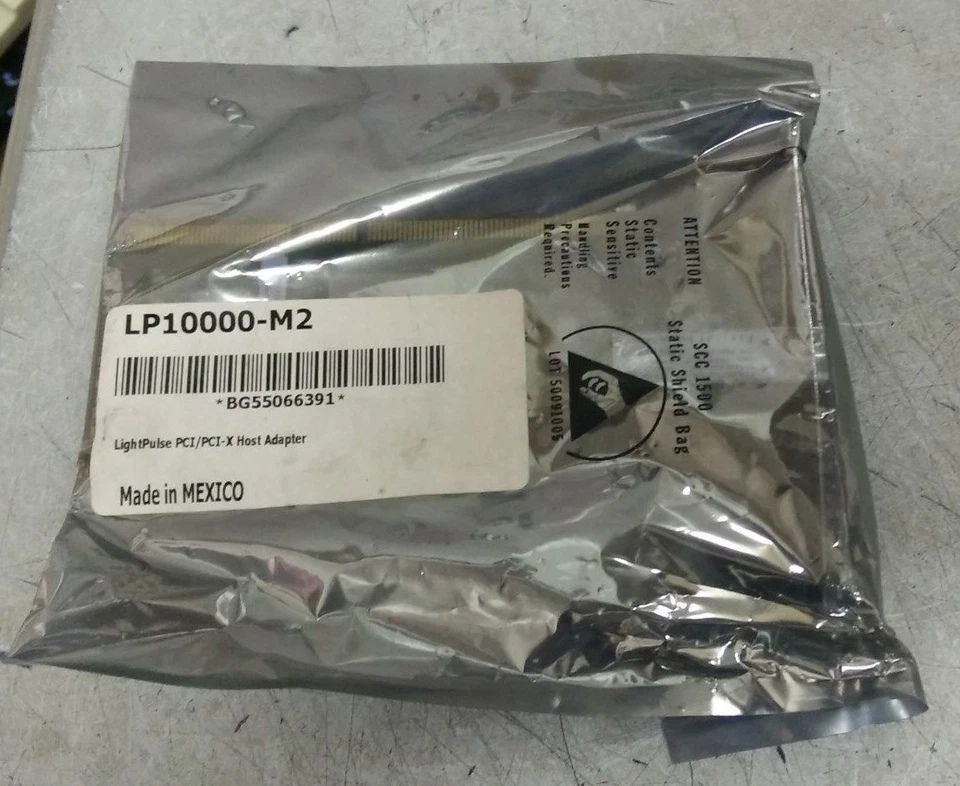 LP10000-M2
*BG55066391*
LightPulse PCI/PCI-X Host Adapter
Made in MEXICO
ATTENTION
Contents
Static
Sensitive
Handling
Precautions
Required.
SCC 1500
Static Shield Bag
LOT 50091005